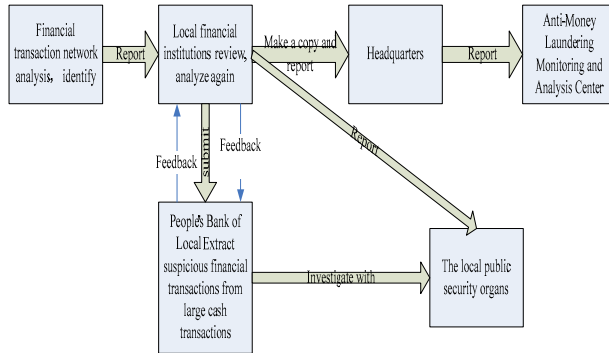 Financial
transaction network
analysis, identify
Report
Local financial
institutions review,
analyze again
Make a copy and
report
Headquarters
Report
Anti-Money
Laundering
Monitoring and
Analysis Center
Feedback
submit
Feedback
Report
People's Bank of
Local Extract
suspicious financial
transactions from
large cash
transactions
Investigate with
The local public
security organs